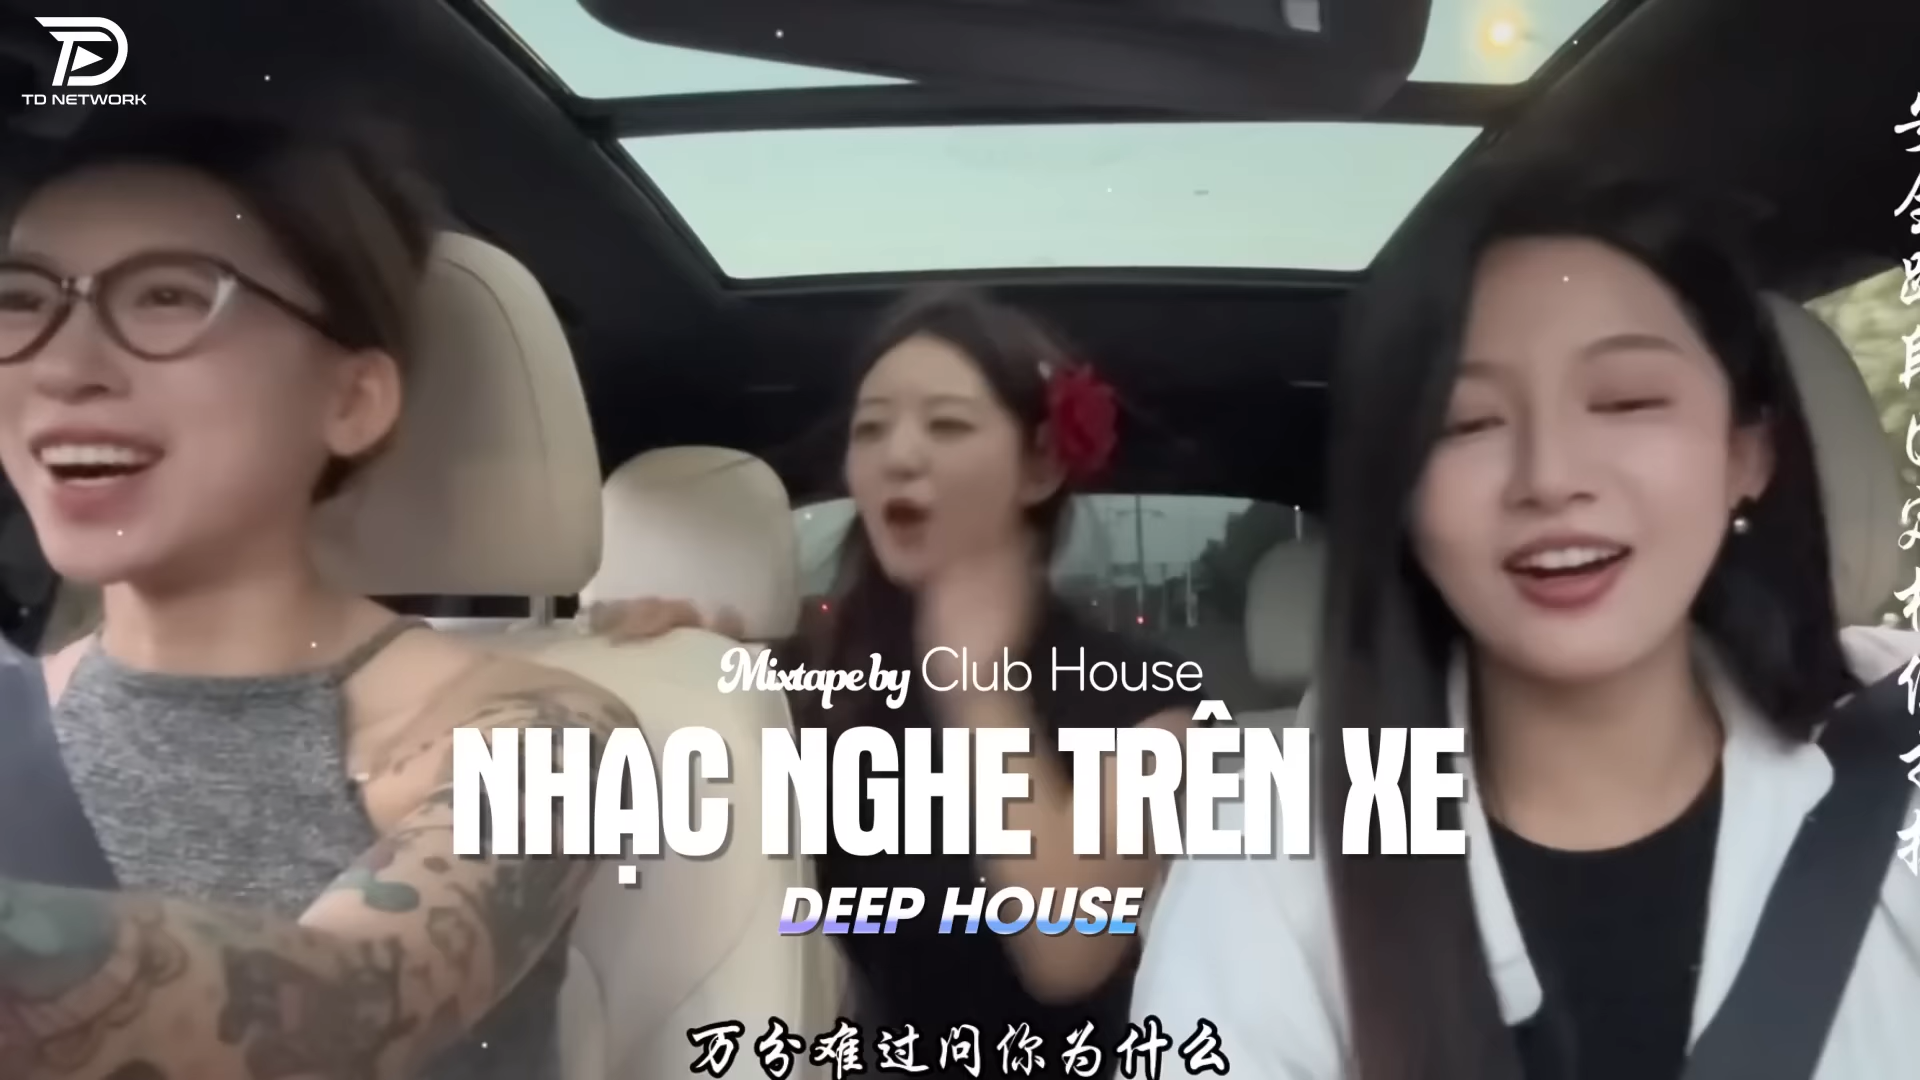 TD NETWORK
Mixtape by Club House
NHẠC NGHE TRÊN XE
DEEP HOUSE
万分难过问你为什么